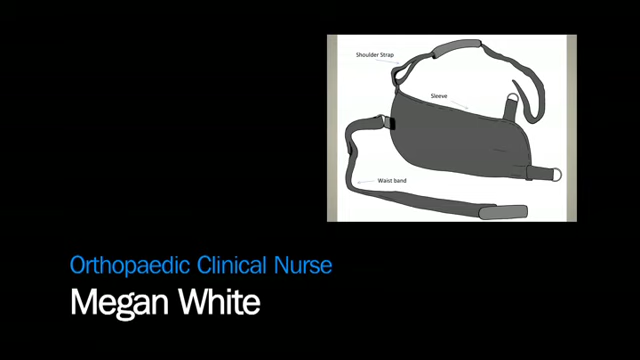 Shoulder Strap
Sleeve
Waist band
Orthopaedic Clinical Nurse
Megan White